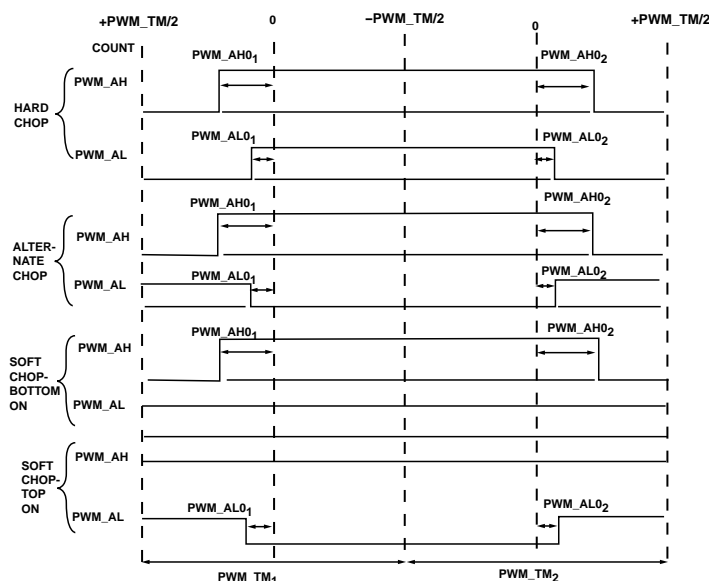 +PWM_TM/2 0 −PWM_TM/2 0 +PWM_TM/2
COUNT
HARD
CHOP
PWM_AH PWM_AH0₁ PWM_AH0₂
PWM_AL PWM_AL0₁ PWM_AL0₂
ALTER-
NATE
CHOP
PWM_AH PWM_AH0₁ PWM_AH0₂
PWM_AL PWM_AL0₁ PWM_AL0₂
SOFT
CHOP-
BOTTOM
ON
PWM_AH PWM_AH0₁ PWM_AH0₂
PWM_AL
SOFT
CHOP-
TOP
ON
PWM_AH
PWM_AL PWM_AL0₁ PWM_AL0₂
PWM_TM₁ PWM_TM₂